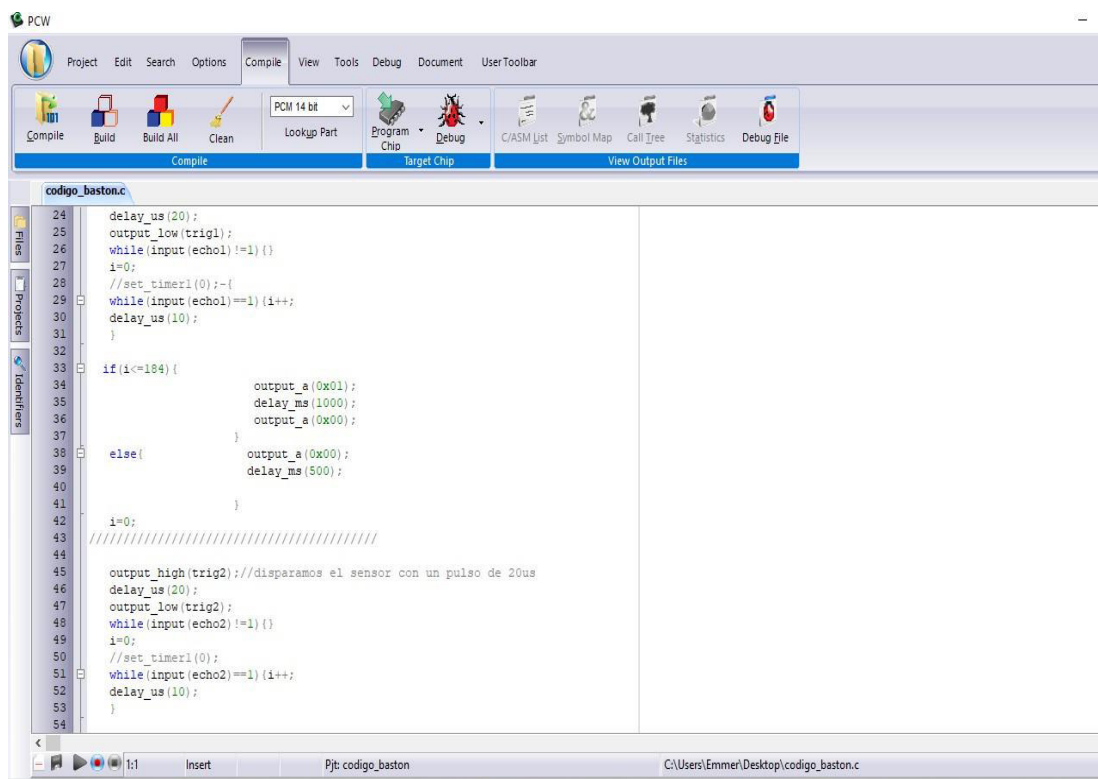 PCW
Project Edit Search Options Compile View Tools Debug Document User Toolbar
101
Compile Build Build All Clean PCM 14 bit Lookup Part Program Chip Debug C/ASM List Symbol Map Call Tree Statistics Debug File
Compile Target Chip View Output Files
codigo_baston.c
Files
Projects
Identifiers
24 delay_us(20);
25 output_low(trig1);
26 while(input(echo1)!=1){}
27 i=0;
28 //set_timer1(0);-{
29 while(input(echo1)==1){i++;
30 delay_us(10);
31 }
32
33 if(i<=184){
34 output_a(0x01);
35 delay_ms(1000);
36 output_a(0x00);
37 }
38 else{ output_a(0x00);
39 delay_ms(500);
40
41 }
42 i=0;
43 //////////////////////////////////////////
44
45 output_high(trig2);//disparamos el sensor con un pulso de 20us
46 delay_us(20);
47 output_low(trig2);
48 while(input(echo2)!=1){}
49 i=0;
50 //set_timer1(0);
51 while(input(echo2)==1){i++;
52 delay_us(10);
53 }
54
1:1 Insert Pjt: codigo_baston C:\Users\Emmer\Desktop\codigo_baston.c